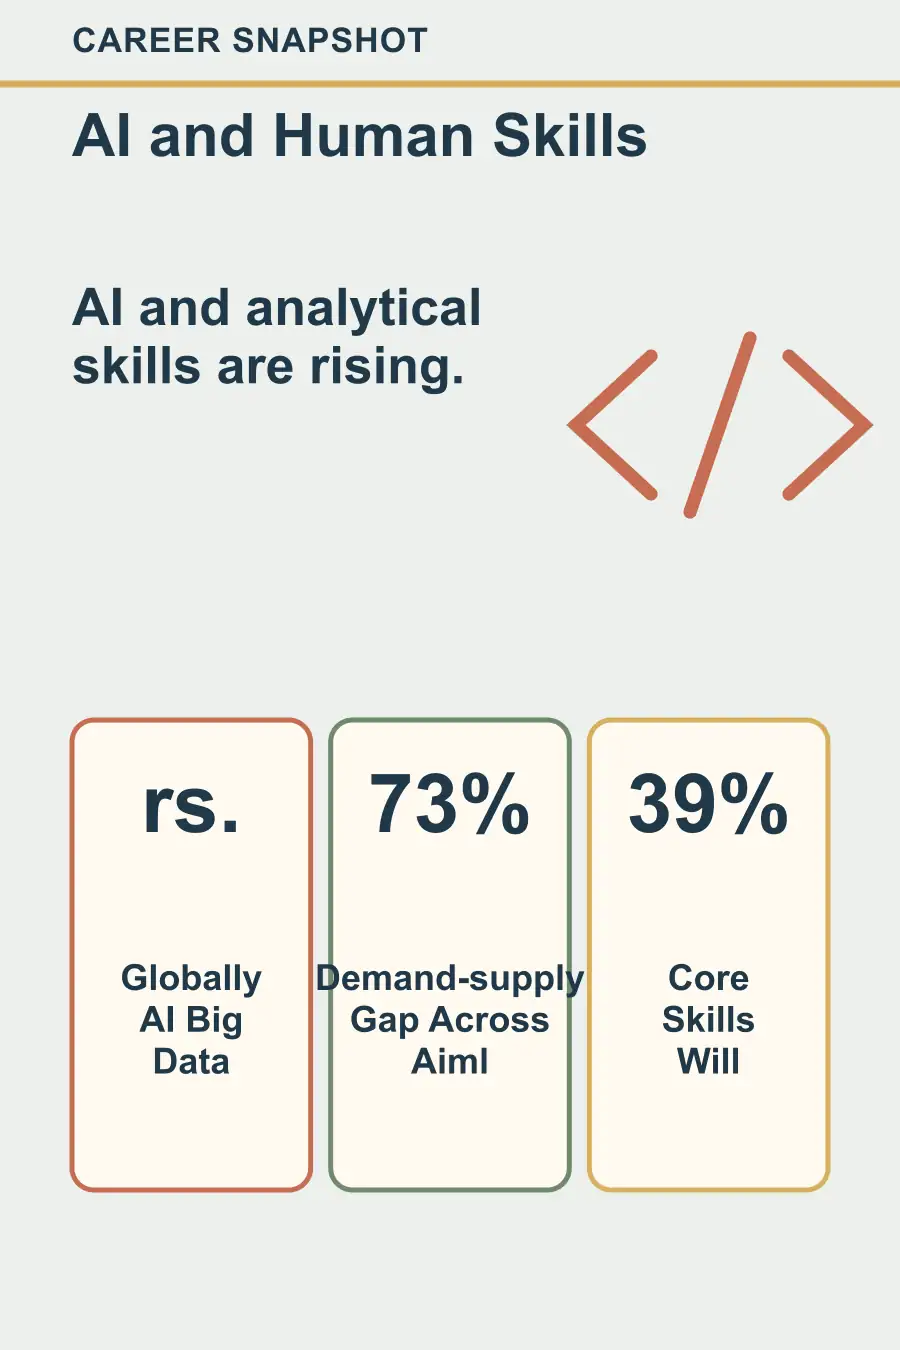 CAREER SNAPSHOT
AI and Human Skills
AI and analytical
skills are rising.
rs.
Globally
AI Big
Data
73%
Demand-supply
Gap Across
Aiml
39%
Core
Skills
Will